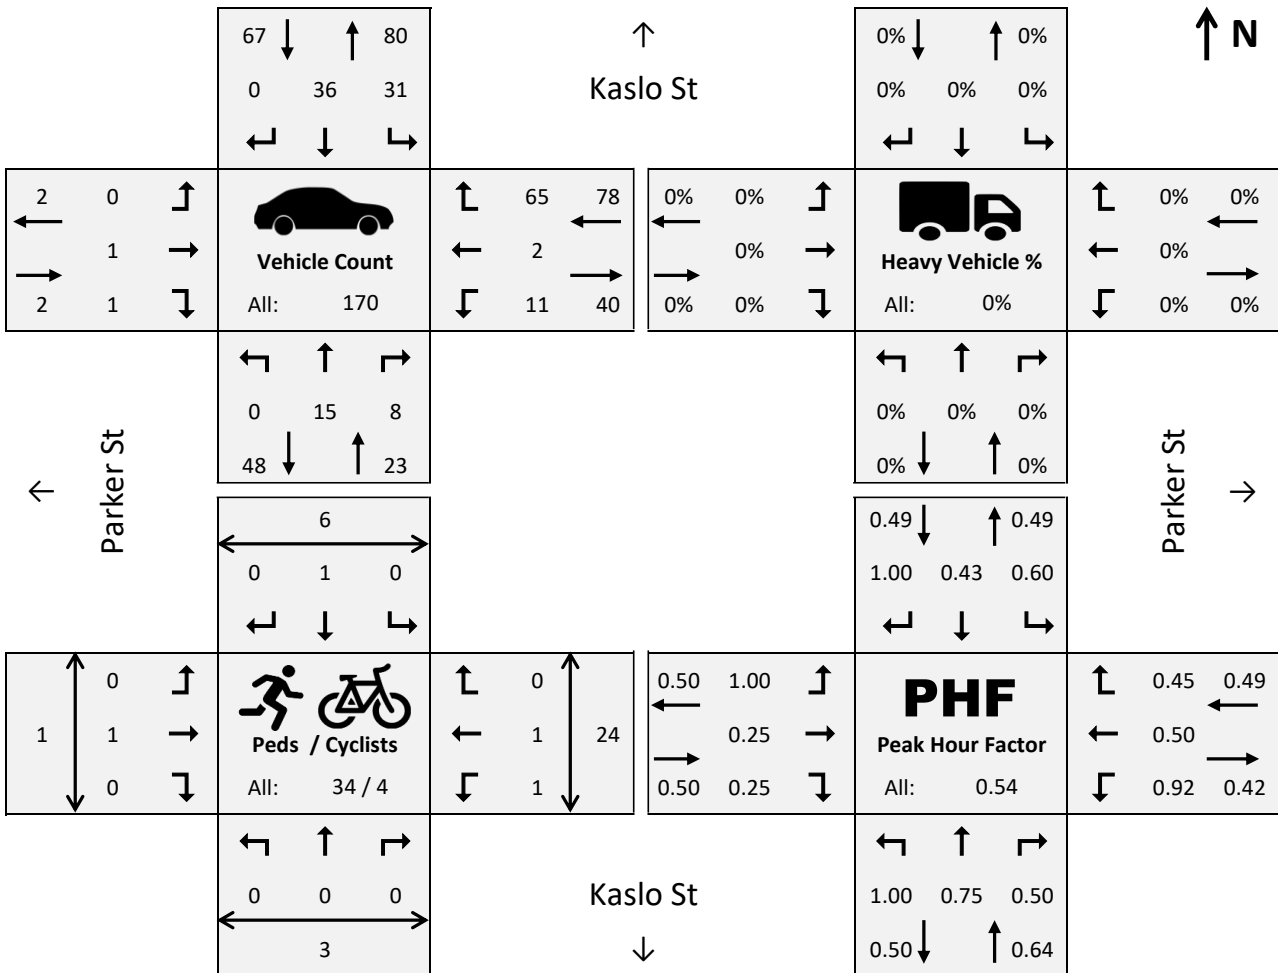 67 80 0% 0% N
Kaslo St
0 36 31 0% 0% 0%
2 0 65 78 0% 0% 0% 0%
1 2 0% 0%
Vehicle Count Heavy Vehicle %
2 1 All: 170 11 40 0% 0% All: 0% 0% 0%
0 15 8 0% 0% 0%
48 23 0% 0%
Parker St Parker St
6 0.49 0.49
0 1 0 1.00 0.43 0.60
0 0 0.50 1.00 PHF 0.45 0.49
1 1 1 24 0.25 0.50
Peds / Cyclists Peak Hour Factor
0 All: 34 / 4 1 0.50 0.25 All: 0.54 0.92 0.42
0 0 0 Kaslo St 1.00 0.75 0.50
3 0.50 0.64